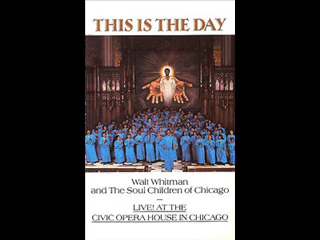 THIS IS THE DAY
Walt Whitman
and The Soul Children of Chicago
LIVE! AT THE
CIVIC OPERA HOUSE IN CHICAGO